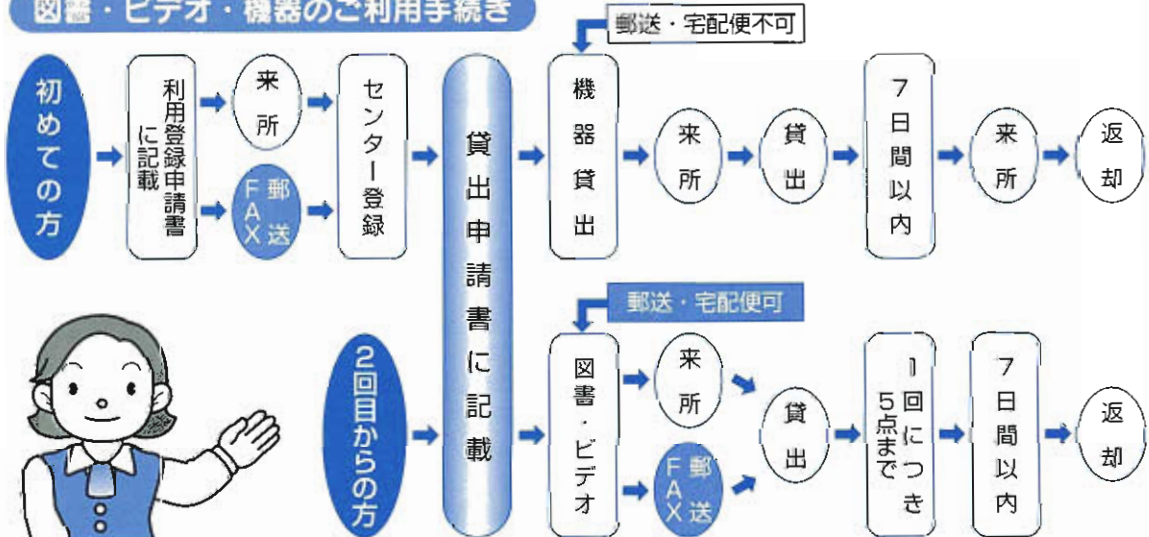 図書・ビデオ・機器のご利用手続き
郵送・宅配便不可
初めての方
利用登録申請書
に記載
来所
郵送
FAX
センター登録
貸出申請書に記載
機器貸出
来所
貸出
7日間以内
来所
返却
郵送・宅配便可
2回目からの方
図書・ビデオ
来所
郵送
FAX
貸出
1回につき
5点まで
7日間以内
返却